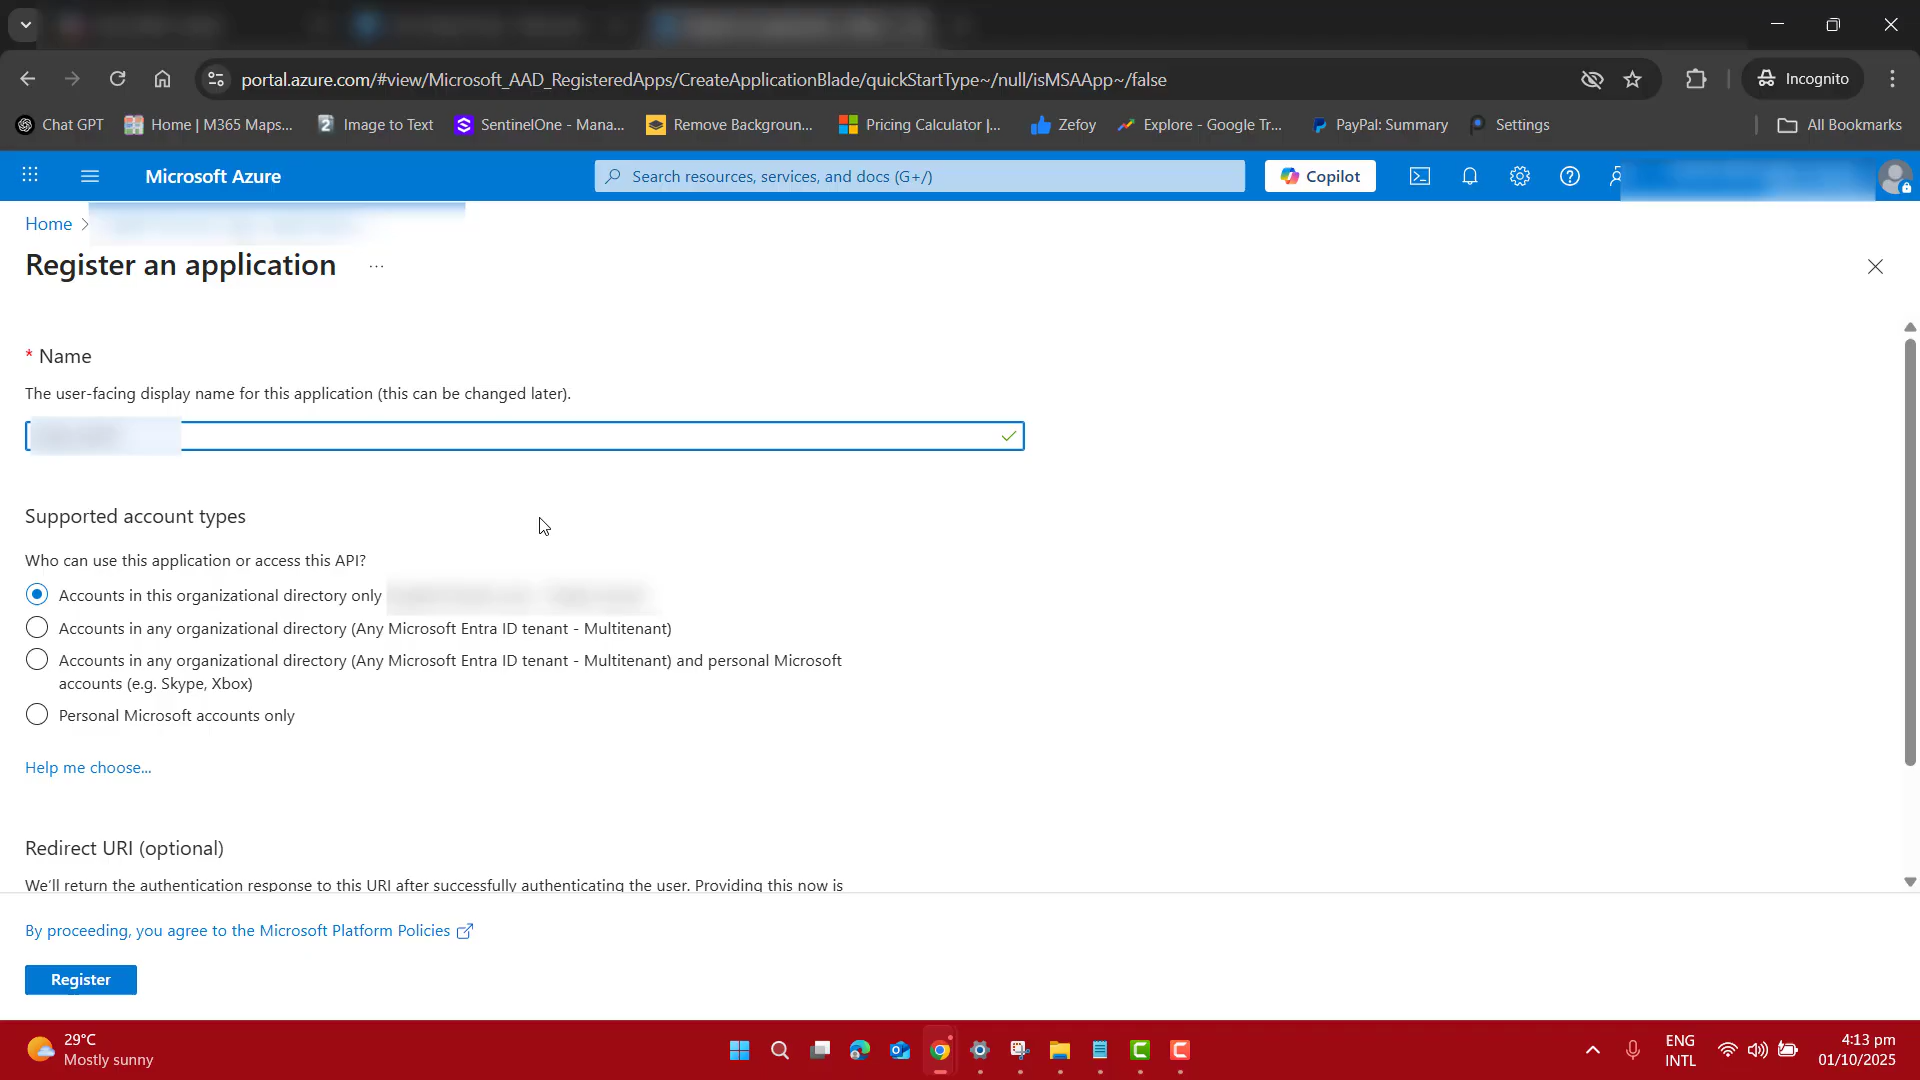 portal.azure.com/#view/Microsoft_AAD_RegisteredApps/CreateApplicationBlade/quickStartType~/null/isMSAApp~/false
Incognito
Chat GPT
Home | M365 Maps...
Image to Text
SentinelOne - Mana...
Remove Backgroun...
Pricing Calculator |...
Zefoy
Explore - Google Tr...
PayPal: Summary
Settings
All Bookmarks
Microsoft Azure
Search resources, services, and docs (G+/)
Copilot
Home
Register an application
...
* Name
The user-facing display name for this application (this can be changed later).
Supported account types
Who can use this application or access this API?
Accounts in this organizational directory only
Accounts in any organizational directory (Any Microsoft Entra ID tenant - Multitenant)
Accounts in any organizational directory (Any Microsoft Entra ID tenant - Multitenant) and personal Microsoft
accounts (e.g. Skype, Xbox)
Personal Microsoft accounts only
Help me choose...
Redirect URI (optional)
We'll return the authentication response to this URI after successfully authenticating the user. Providing this now is
By proceeding, you agree to the Microsoft Platform Policies
Register
29°C
Mostly sunny
ENG
INTL
4:13 pm
01/10/2025